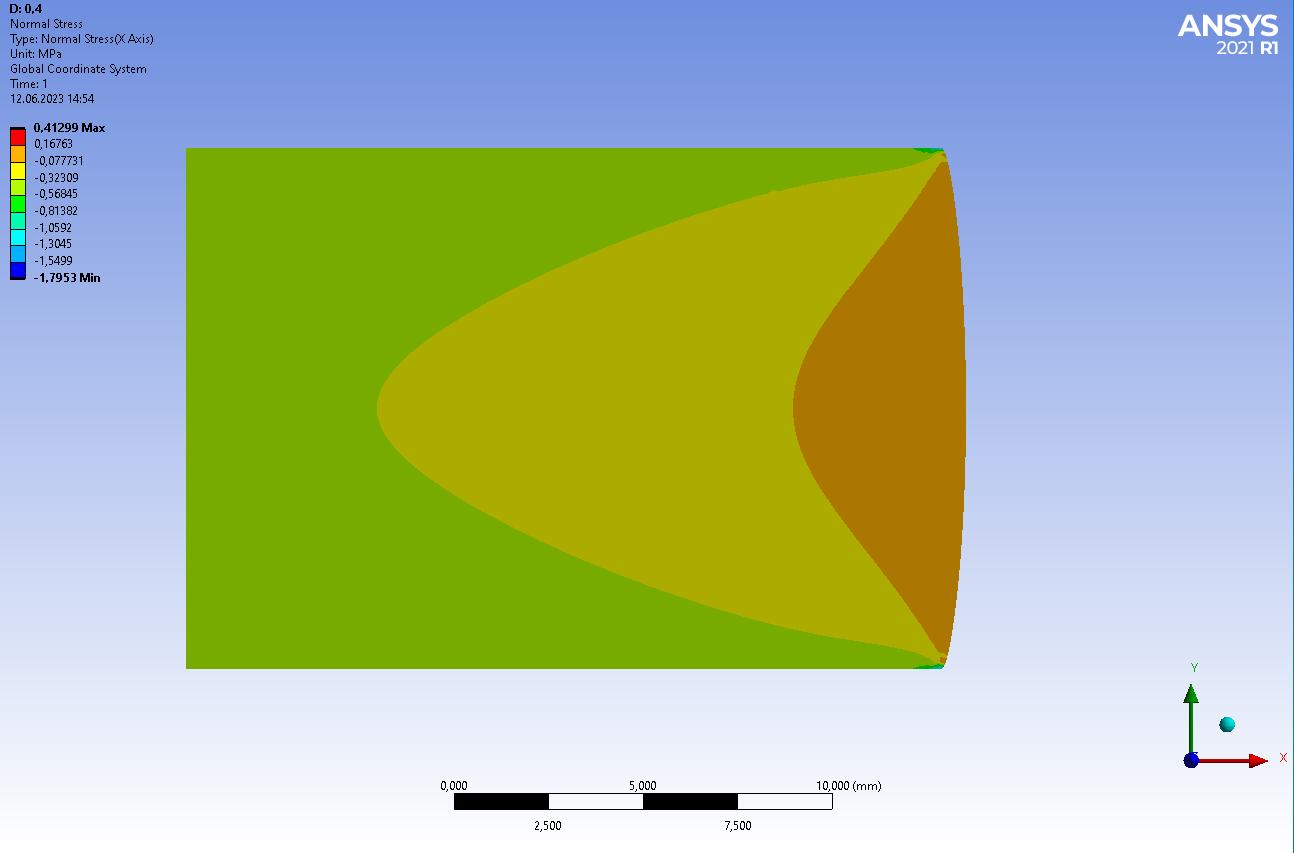 D: 0,4
Normal Stress
Type: Normal Stress(X Axis)
Unit: MPa
Global Coordinate System
Time: 1
12.06.2023 14:54
ANSYS
2021 R1
0,41299 Max
0,16763
-0,077731
-0,32309
-0,56845
-0,81382
-1,0592
-1,3045
-1,5499
-1,7953 Min
Y
X
0,000 5,000 10,000 (mm)
2,500 7,500